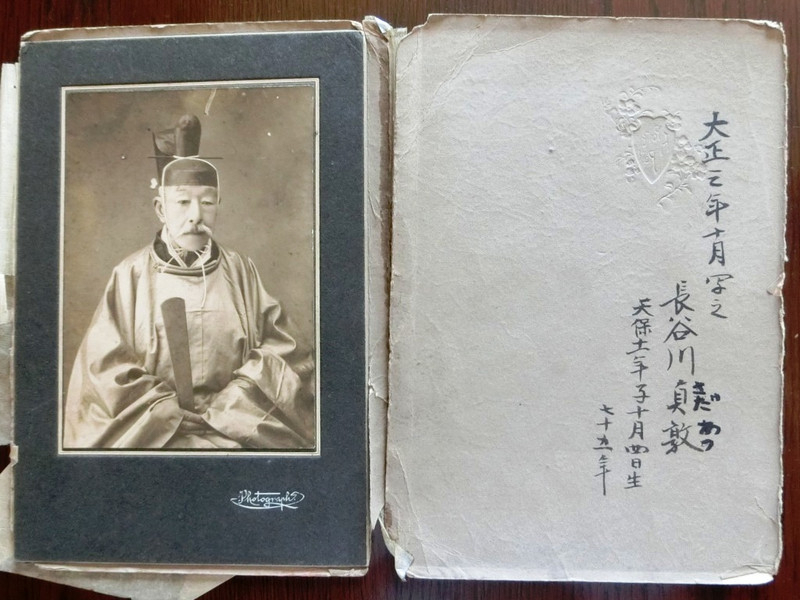 大正三年十月写之
長谷川貞敦
さだあつ
天保十一年子十月四日生
七十五年
Photograph